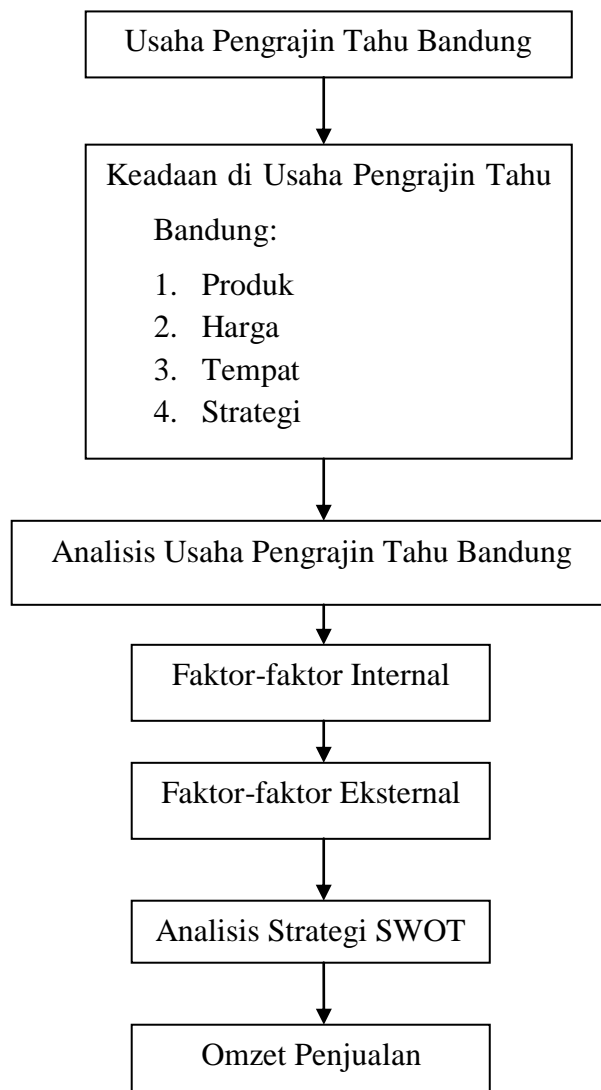 Usaha Pengrajin Tahu Bandung
Keadaan di Usaha Pengrajin Tahu
Bandung:
1. Produk
2. Harga
3. Tempat
4. Strategi
Analisis Usaha Pengrajin Tahu Bandung
Faktor-faktor Internal
Faktor-faktor Eksternal
Analisis Strategi SWOT
Omzet Penjualan